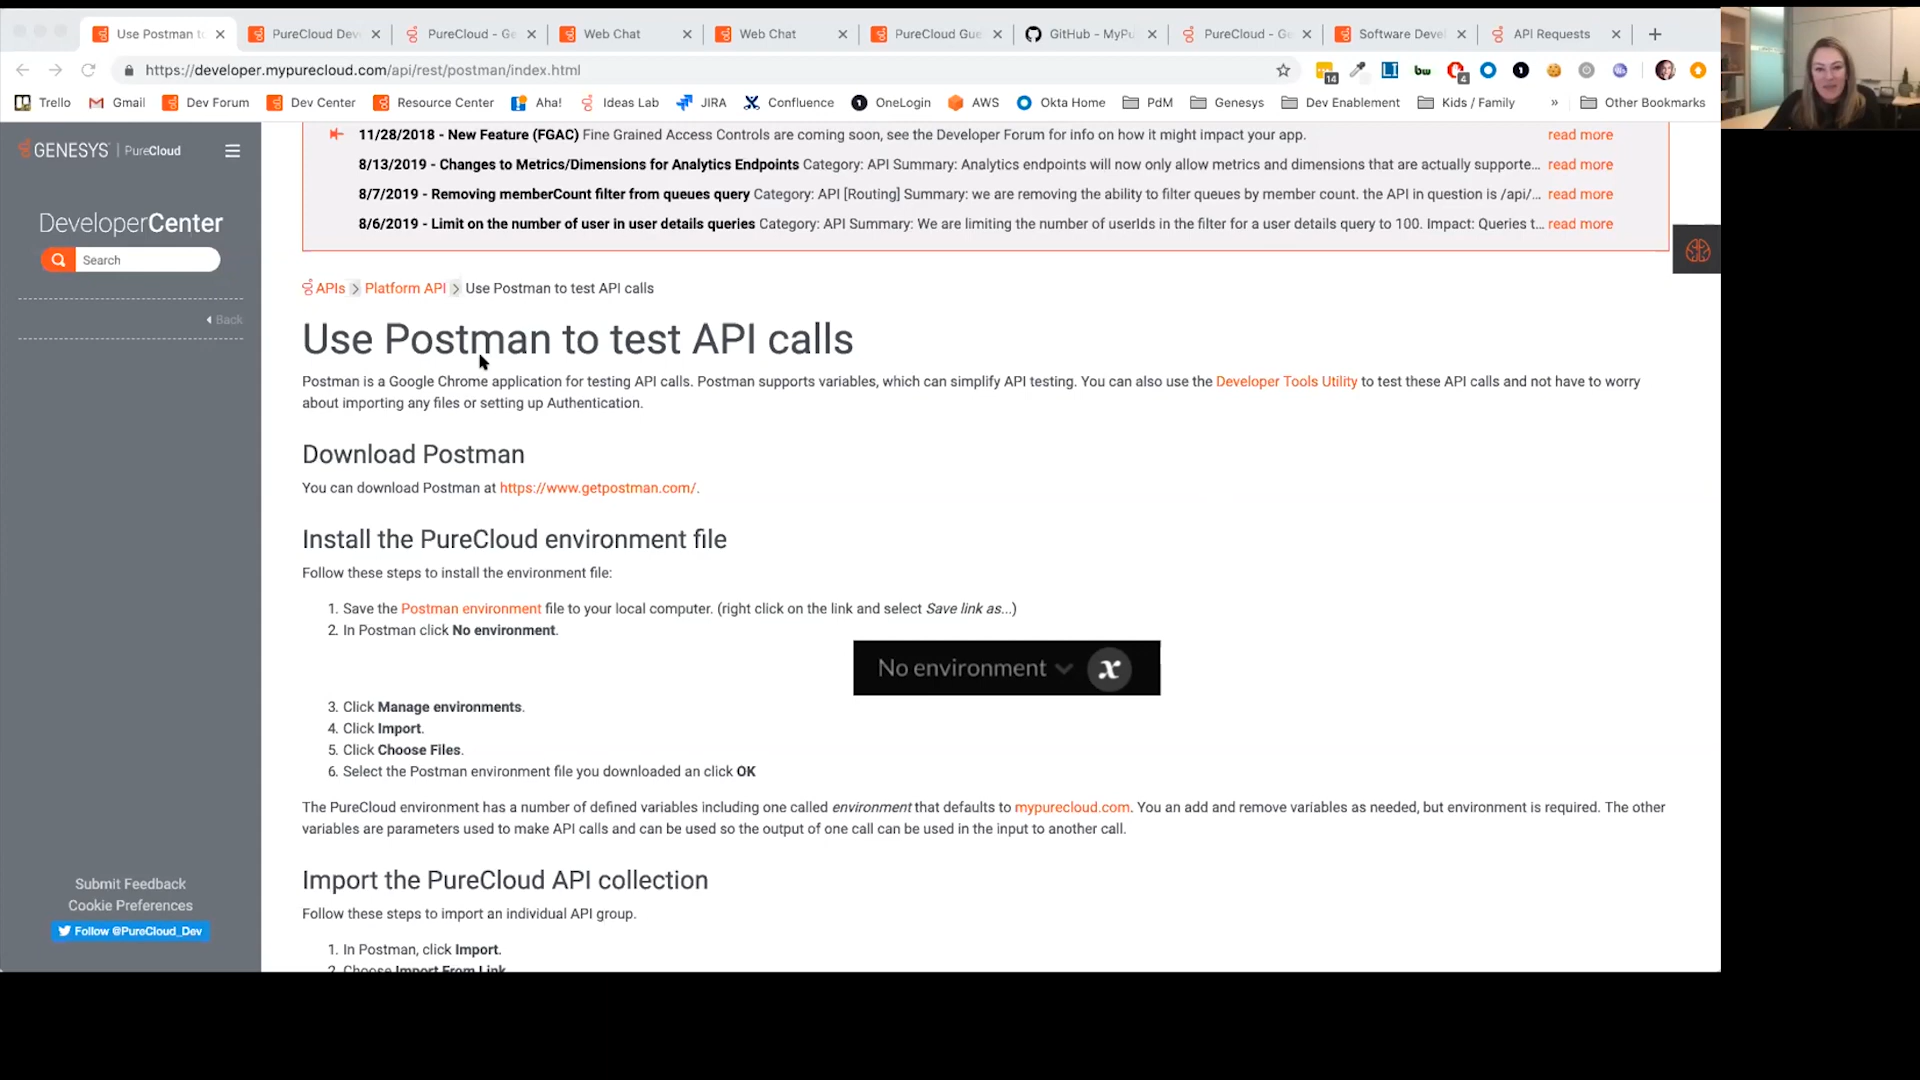 Use Postman to
PureCloud Dev
PureCloud - Ge
Web Chat
Web Chat
PureCloud Gue
GitHub - MyPu
PureCloud - Ge
Software Devel
API Requests
https://developer.mypurecloud.com/api/rest/postman/index.html
14
4
Trello
Gmail
Dev Forum
Dev Center
Resource Center
Aha!
Ideas Lab
JIRA
Confluence
OneLogin
AWS
Okta Home
PdM
Genesys
Dev Enablement
Kids / Family
»
Other Bookmarks
GENESYS | PureCloud
DeveloperCenter
Search
Back
Submit Feedback
Cookie Preferences
Follow @PureCloud_Dev
11/28/2018 - New Feature (FGAC) Fine Grained Access Controls are coming soon, see the Developer Forum for info on how it might impact your app. read more
8/13/2019 - Changes to Metrics/Dimensions for Analytics Endpoints Category: API Summary: Analytics endpoints will now only allow metrics and dimensions that are actually supporte... read more
8/7/2019 - Removing memberCount filter from queues query Category: API [Routing] Summary: we are removing the ability to filter queues by member count. the API in question is /api/... read more
8/6/2019 - Limit on the number of user in user details queries Category: API Summary: We are limiting the number of userIds in the filter for a user details query to 100. Impact: Queries t... read more
APIs > Platform API > Use Postman to test API calls
Use Postman to test API calls
Postman is a Google Chrome application for testing API calls. Postman supports variables, which can simplify API testing. You can also use the Developer Tools Utility to test these API calls and not have to worry
about importing any files or setting up Authentication.
Download Postman
You can download Postman at https://www.getpostman.com/.
Install the PureCloud environment file
Follow these steps to install the environment file:
1. Save the Postman environment file to your local computer. (right click on the link and select Save link as...)
2. In Postman click No environment.
No environment
3. Click Manage environments.
4. Click Import.
5. Click Choose Files.
6. Select the Postman environment file you downloaded an click OK
The PureCloud environment has a number of defined variables including one called environment that defaults to mypurecloud.com. You an add and remove variables as needed, but environment is required. The other
variables are parameters used to make API calls and can be used so the output of one call can be used in the input to another call.
Import the PureCloud API collection
Follow these steps to import an individual API group.
1. In Postman, click Import.
2. Choose Import From Link